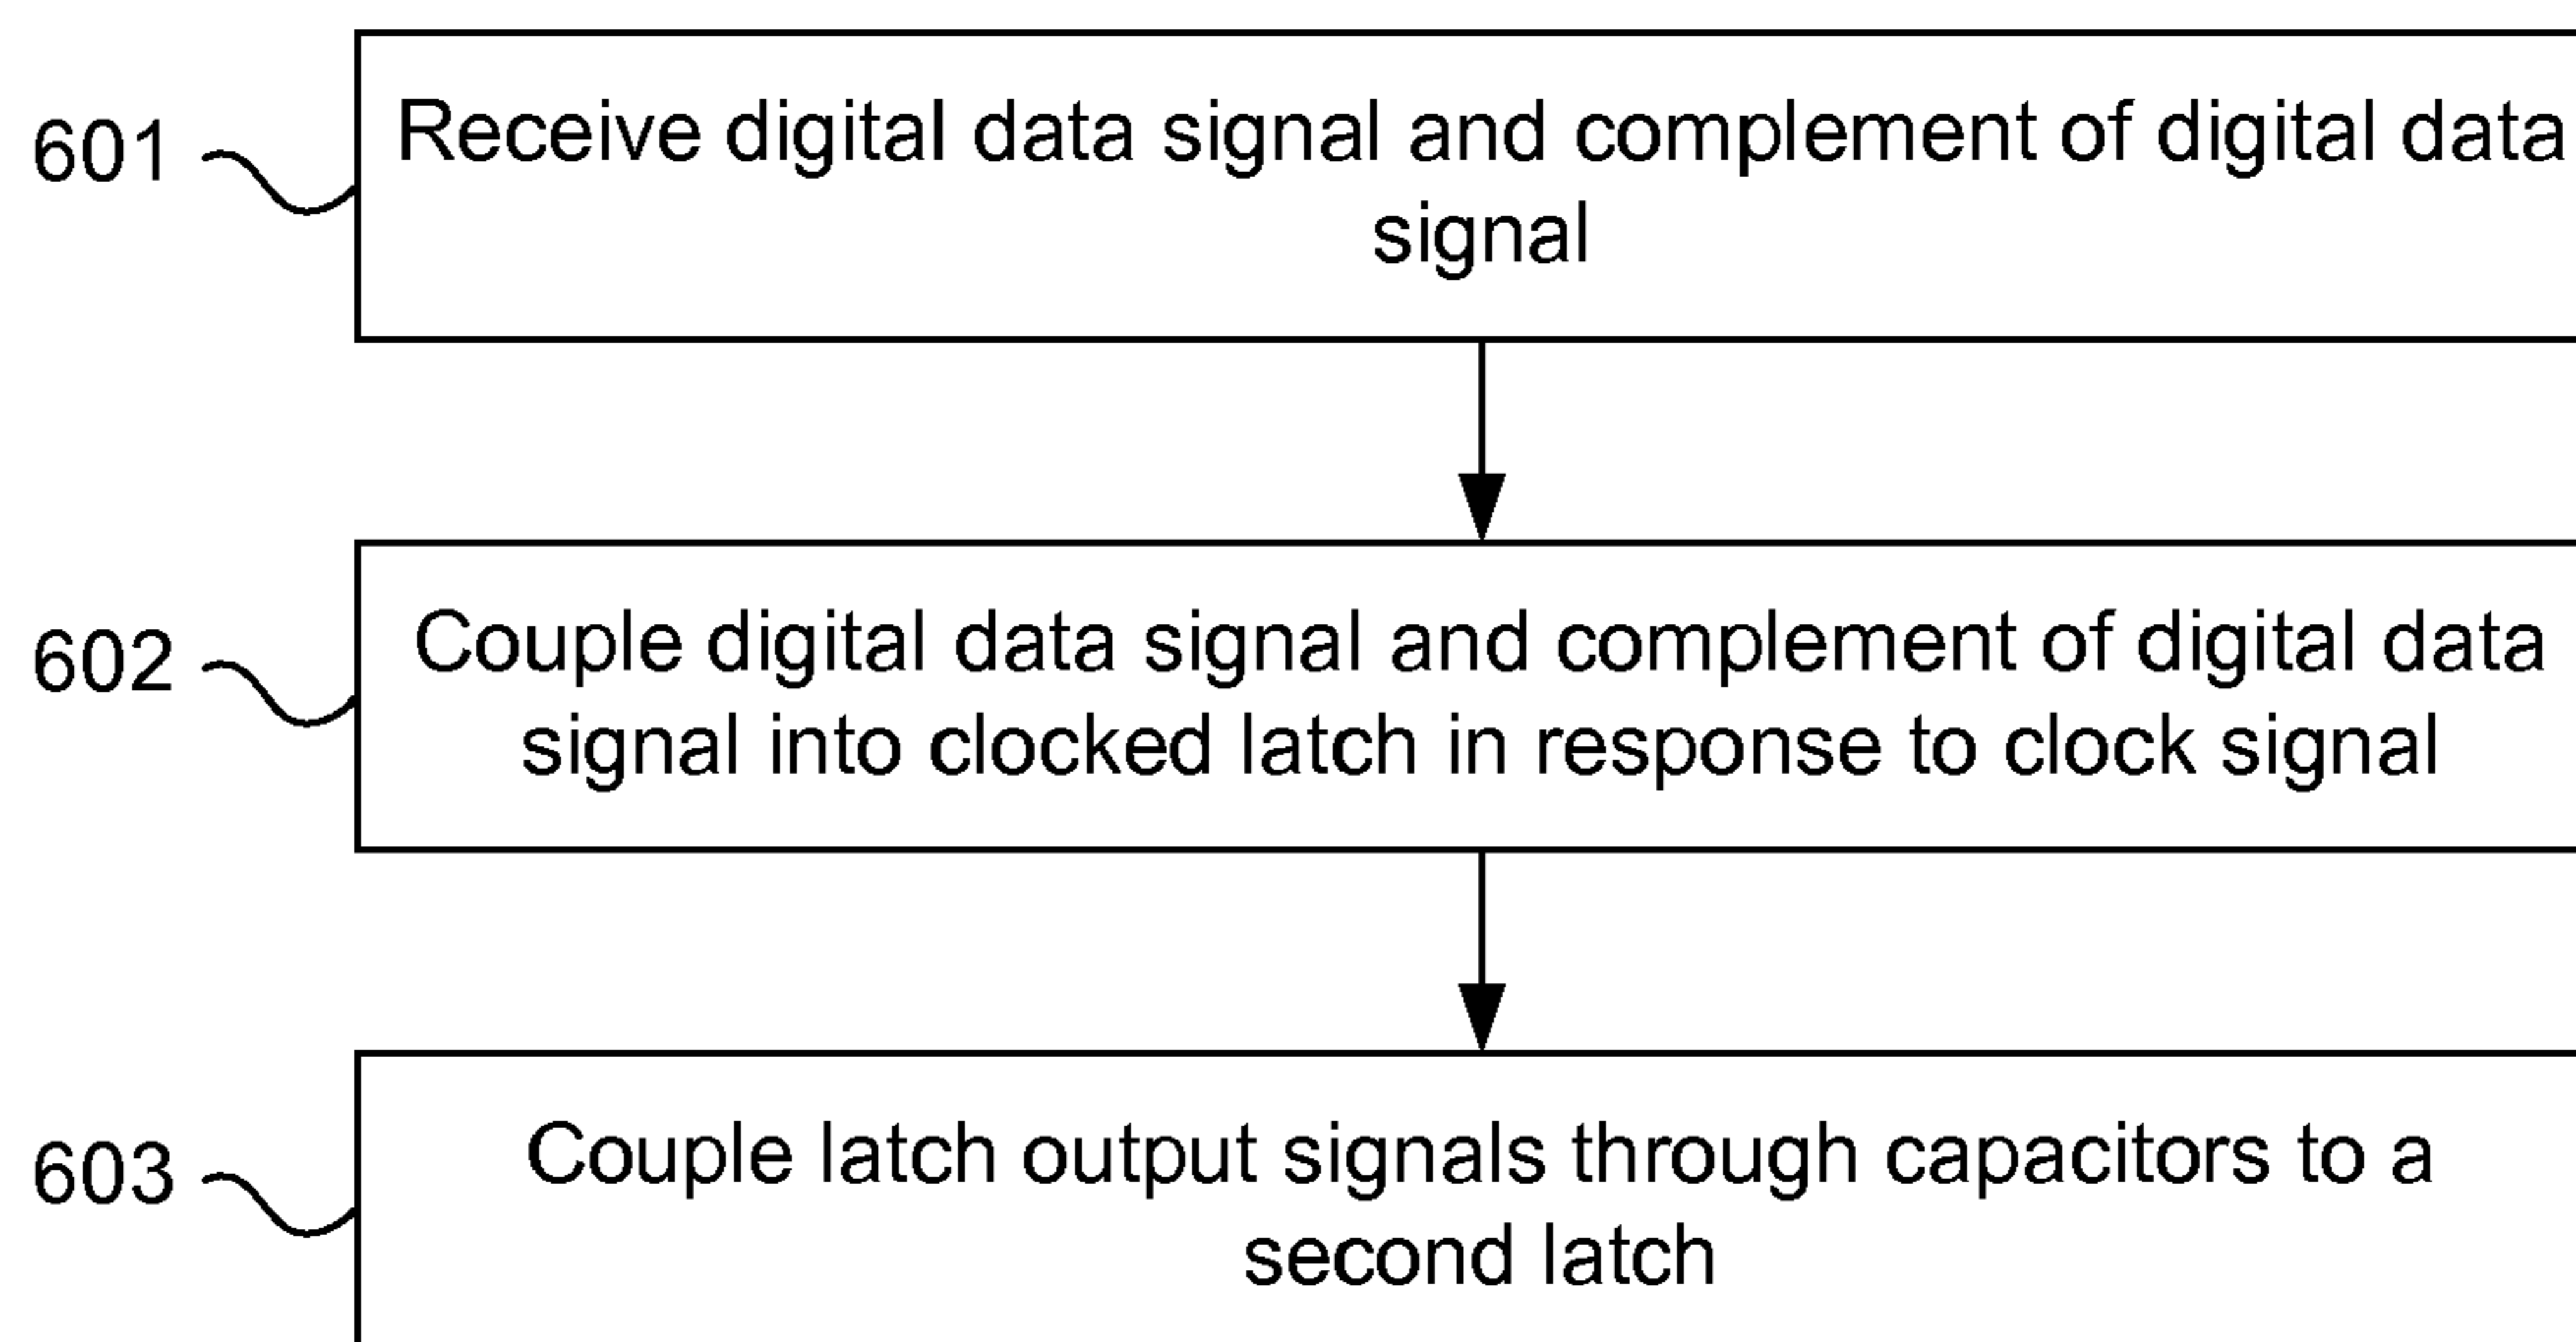 601
Receive digital data signal and complement of digital data
signal
602
Couple digital data signal and complement of digital data
signal into clocked latch in response to clock signal
603
Couple latch output signals through capacitors to a
second latch